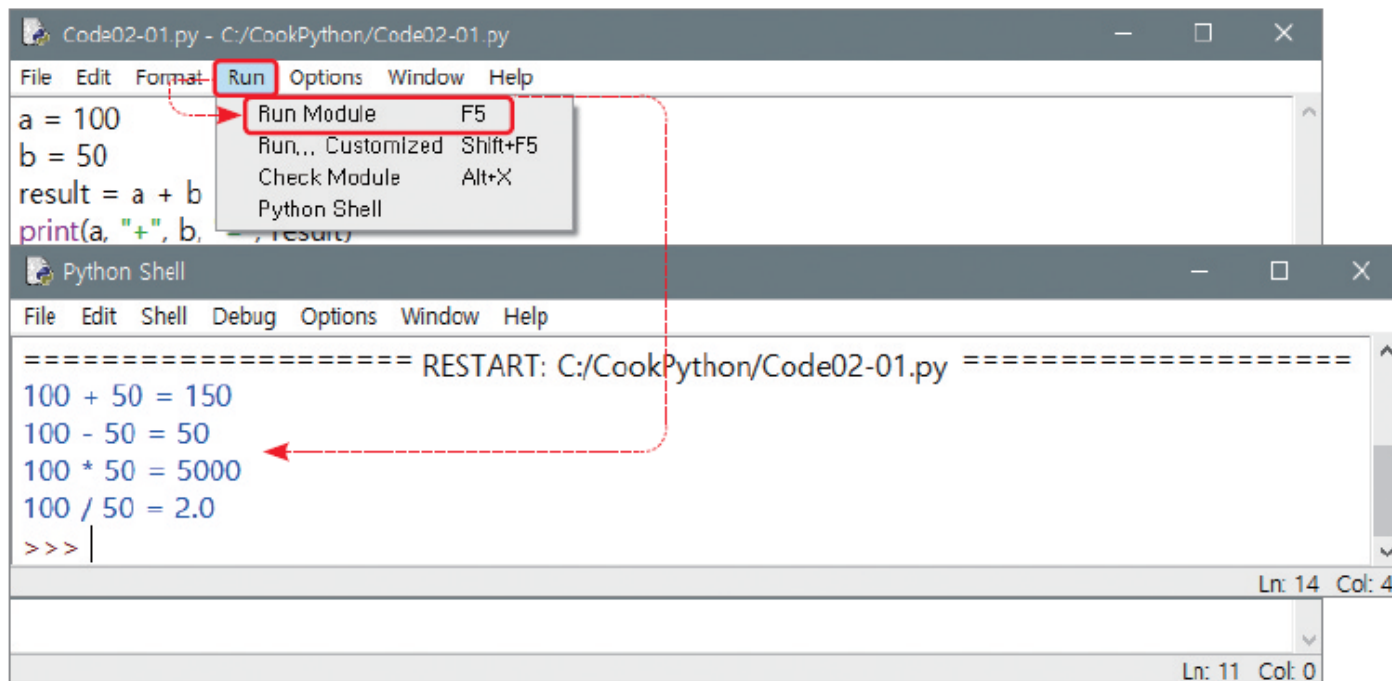 Code02-01.py - C:/CookPython/Code02-01.py
File Edit Format Run Options Window Help
a = 100
b = 50
result = a + b
print(a, "+", b, "=", result)
Run Module F5
Run... Customized Shift+F5
Check Module Alt+X
Python Shell
Python Shell
File Edit Shell Debug Options Window Help
==================== RESTART: C:/CookPython/Code02-01.py ====================
100 + 50 = 150
100 - 50 = 50
100 * 50 = 5000
100 / 50 = 2.0
>>>
Ln: 14 Col: 4
Ln: 11 Col: 0